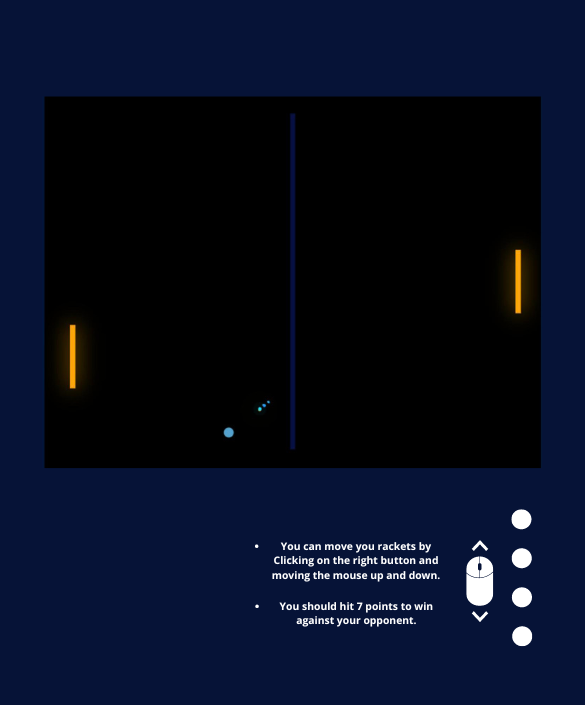 • You can move you rackets by
Clicking on the right button and
moving the mouse up and down.
• You should hit 7 points to win
against your opponent.